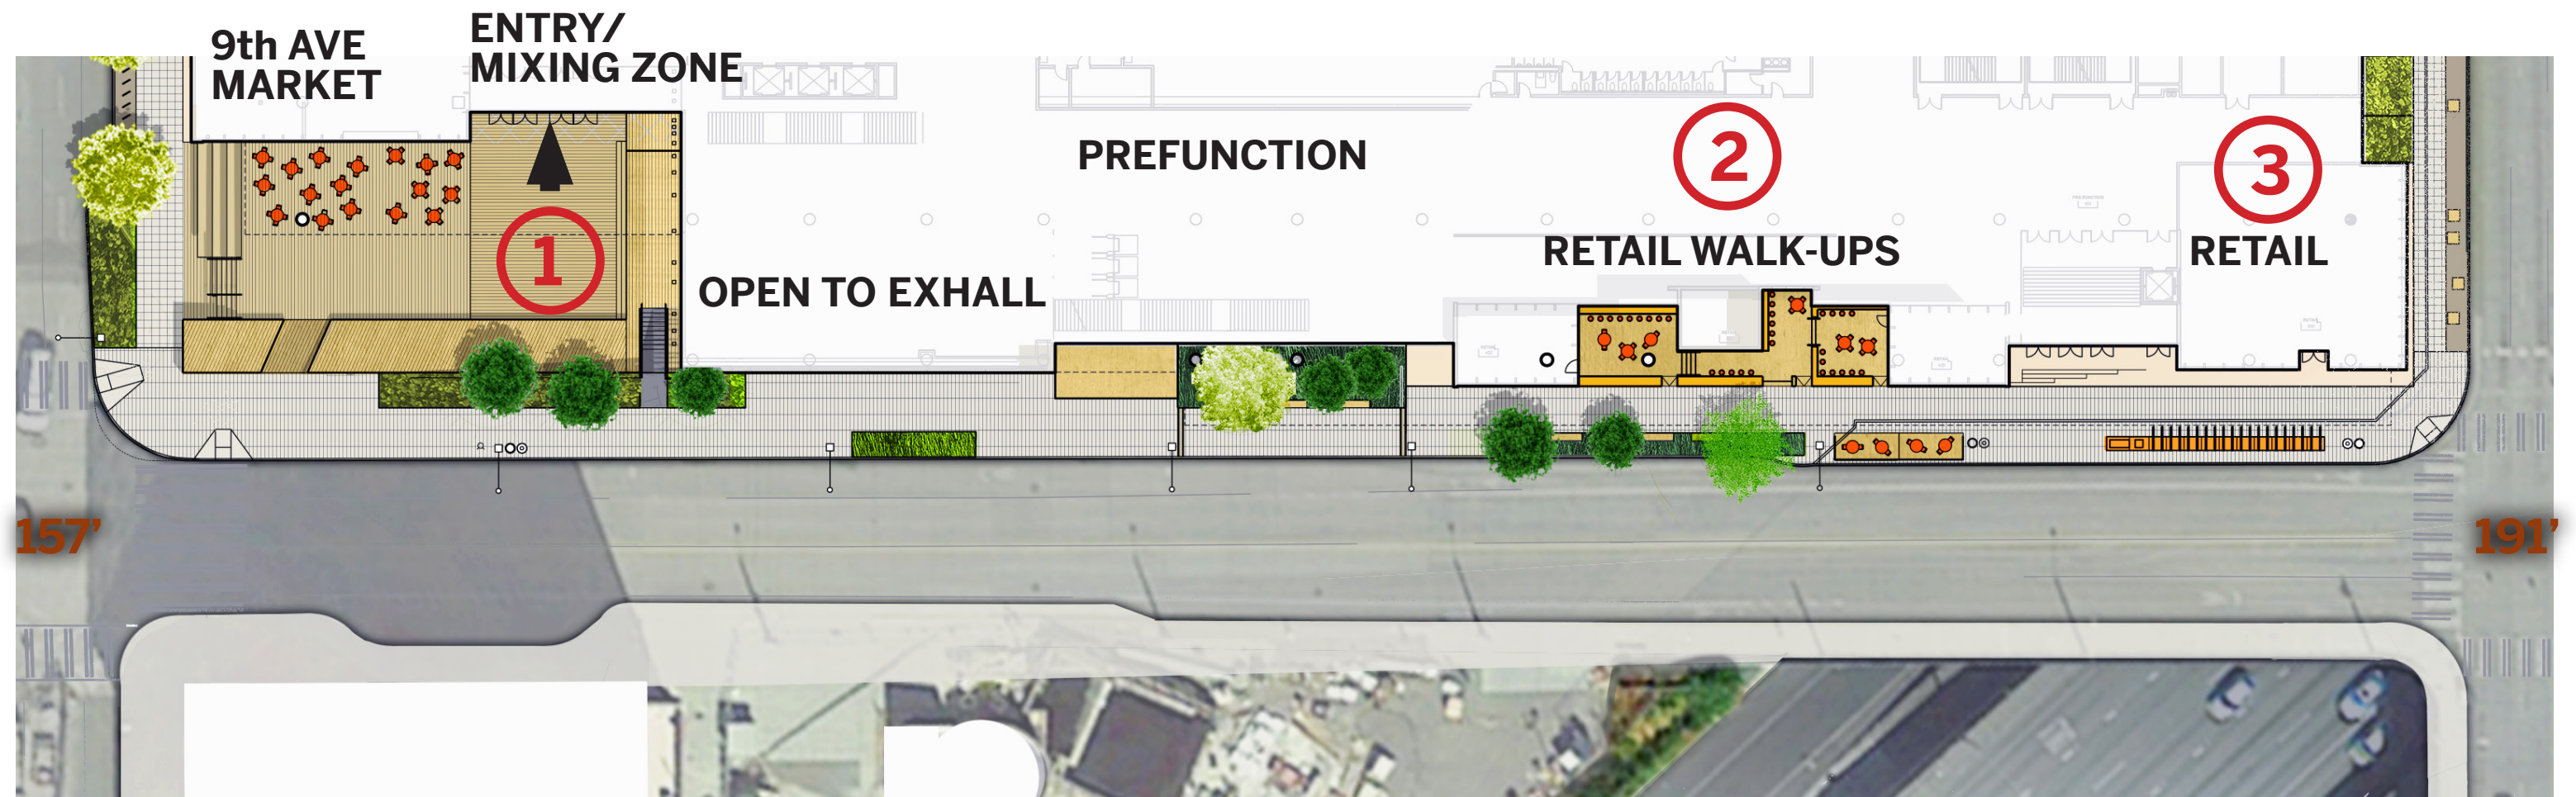 9th AVE
MARKET
ENTRY/
MIXING ZONE
PREFUNCTION
OPEN TO EXHALL
1
2
RETAIL WALK-UPS
3
RETAIL
157’
191’